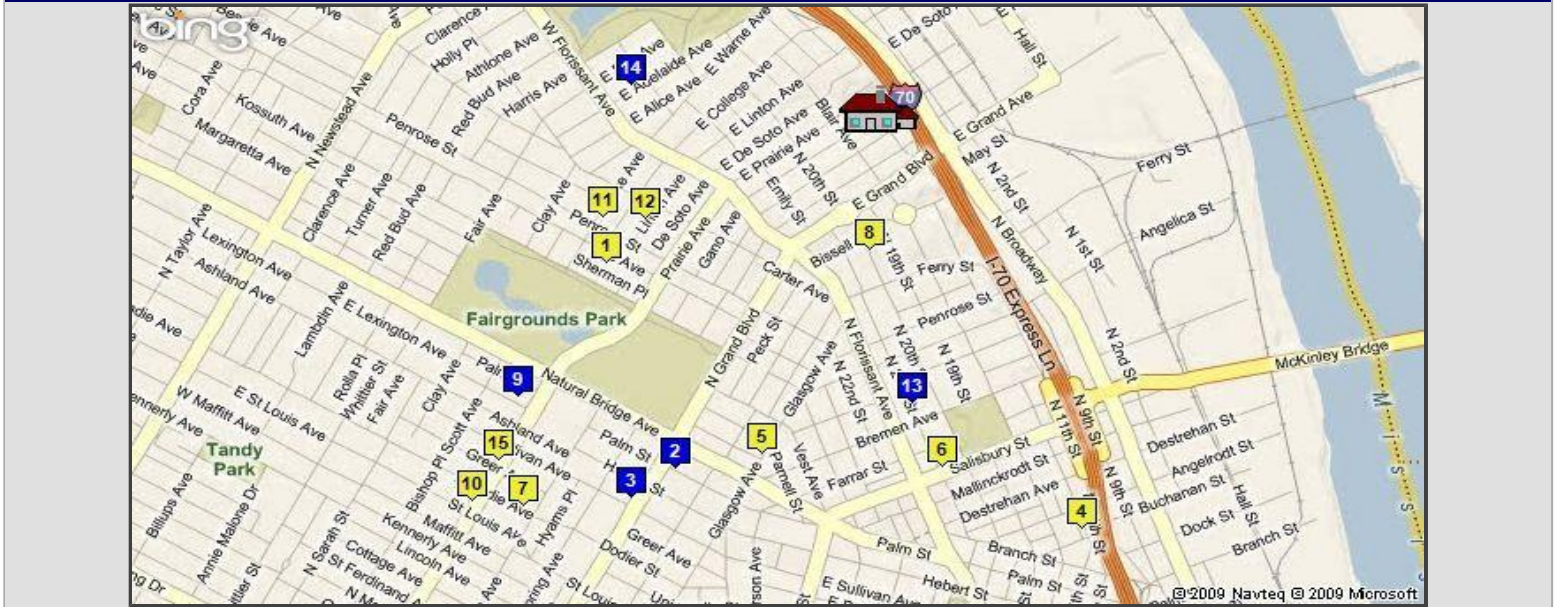 bing
Clarence Ave
Holly Pl
Athlone Ave
Red Bud Ave
Harris Ave
W Florissant Ave
14
E Adelaide Ave
E Warne Ave
E Alice Ave
E College Ave
E Linton Ave
E De Soto Ave
E Prairie Ave
Blair Ave
70
E De Soto Ave
Hall St
E Grand Ave
May St
N 2nd St
Ferry St
Angelica St
Cora Ave
Kossuth Ave
Margaretta Ave
N Newstead Ave
Penrose St
Clarence Ave
Turner Ave
Red Bud Ave
Fair Ave
Clay Ave
11
12
1
Sherman Pl
De Soto Ave
Prairie Ave
Gano Ave
N 20th St
Emily St
E Grand Blvd
8
Bissell
N 19th St
Ferry St
Penrose St
Carter Ave
N Broadway
N 1st St
I-70 Express Ln
N 2nd St
McKinley Bridge
N Taylor Ave
Lexington Ave
Ashland Ave
Lambdin Ave
E Lexington Ave
Fairgrounds Park
N Grand Blvd
Peck St
Glasgow Ave
N Florissant Ave
N 22nd St
N 20th
N 19th St
13
Rolla Pl
Whittier St
Fair Ave
Clay Ave
9
Natural Bridge Ave
W Maffitt Ave
E St Louis Ave
Tandy
Park
Bishop Pl Scott Ave
Ashland Ave
15
Greer
10
7
St Louis Ave
Palm St
2
3
5
Parnell St
Vest Ave
Bremen Ave
Farrar St
6
Salisbury St
Mallinckrodt St
Destrehan Ave
N 11th St
N 9th St
4
N 9th St
Destrehan St
Angelrodt St
Buchanan St
Dock St
Hall St
Branch St
Billups Ave
Annie Malone Dr
N Sarah St
Maffitt Ave
Kennerly Ave
Lincoln Ave
Cottage Ave
St Ferdinand
Hyams Pl
Glasgow Ave
Greer Ave
Dodier St
Palm St
Branch St
Palm St
Hebert St
E Sullivan Ave
©2009 Navteq © 2009 Microsoft